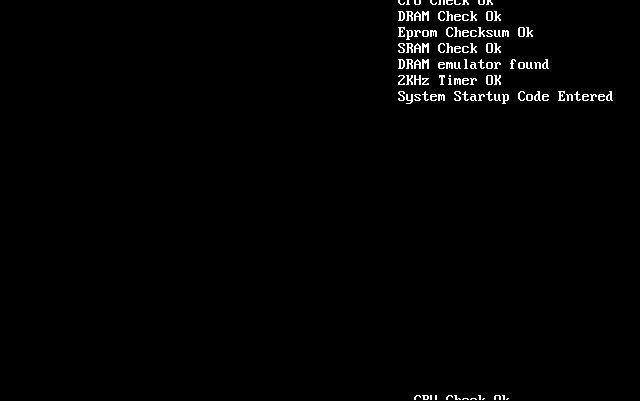 CPU Check Ok
DRAM Check Ok
Eprom Checksum Ok
SRAM Check Ok
DRAM emulator found
2KHz Timer OK
System Startup Code Entered
CPU Check Ok